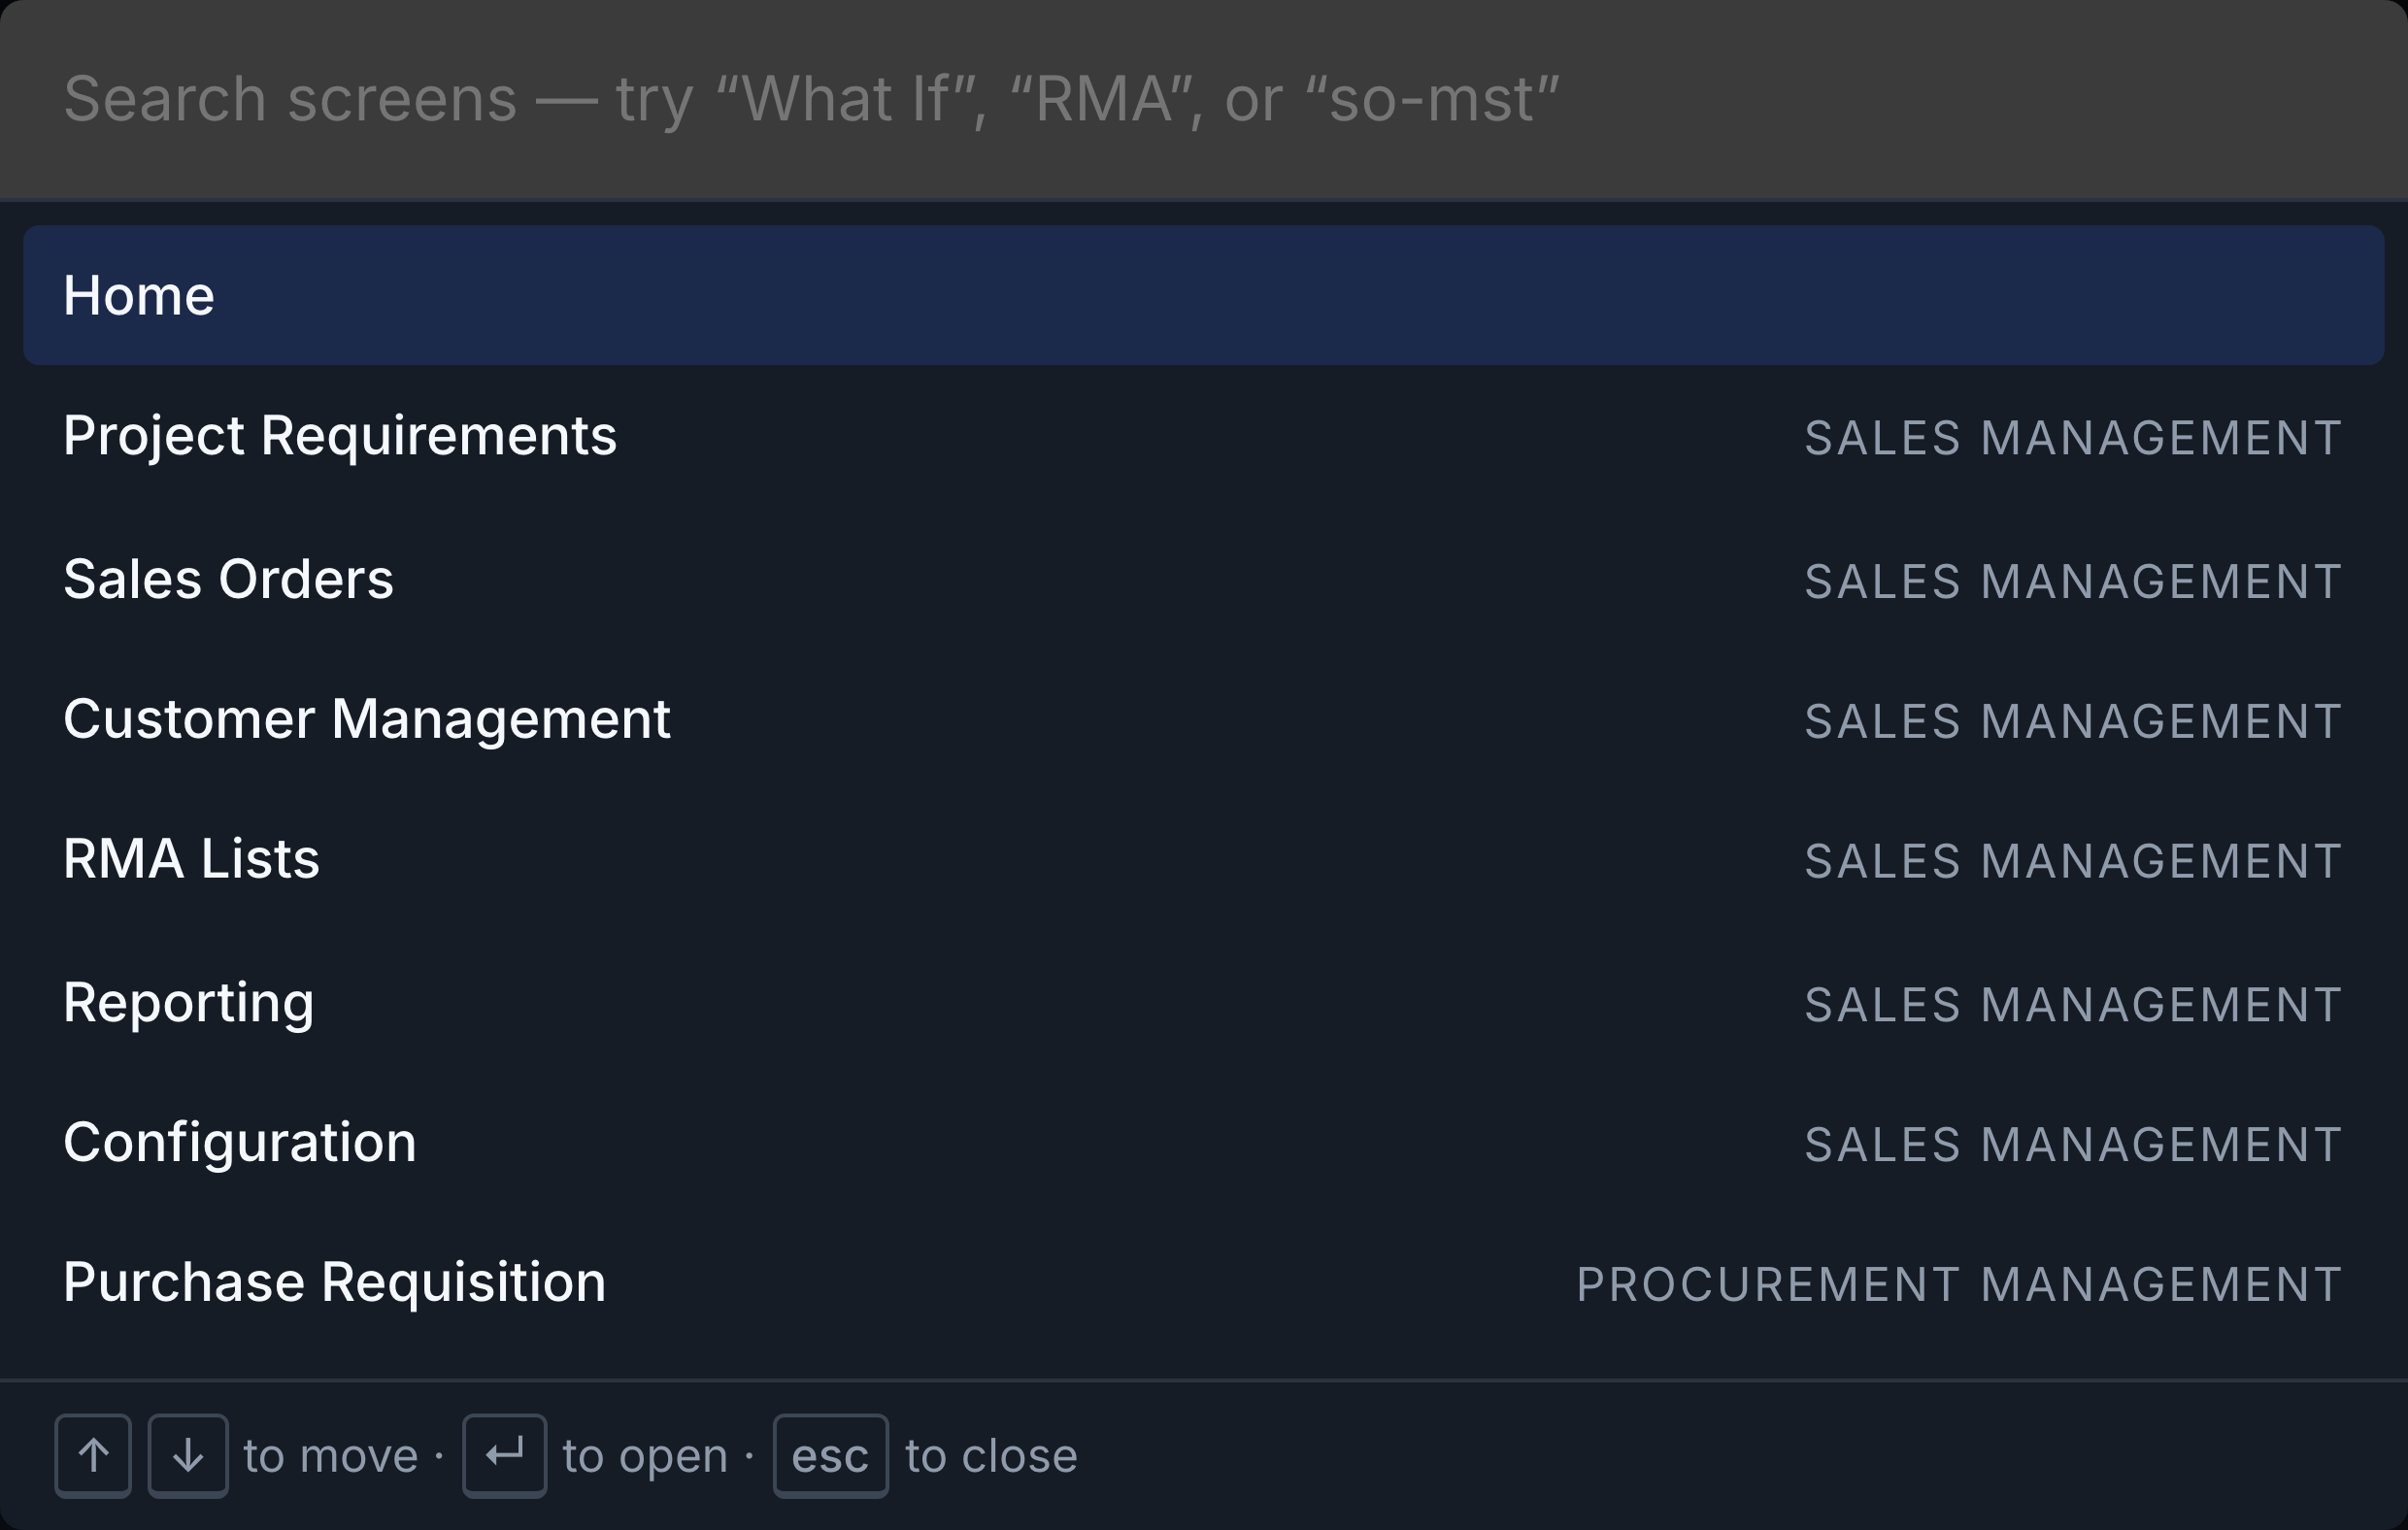 Search screens — try “What If”, “RMA”, or “so-mst”
Home
Project Requirements SALES MANAGEMENT
Sales Orders SALES MANAGEMENT
Customer Management SALES MANAGEMENT
RMA Lists SALES MANAGEMENT
Reporting SALES MANAGEMENT
Configuration SALES MANAGEMENT
Purchase Requisition PROCUREMENT MANAGEMENT
↑ ↓ to move · ↵ to open · esc to close